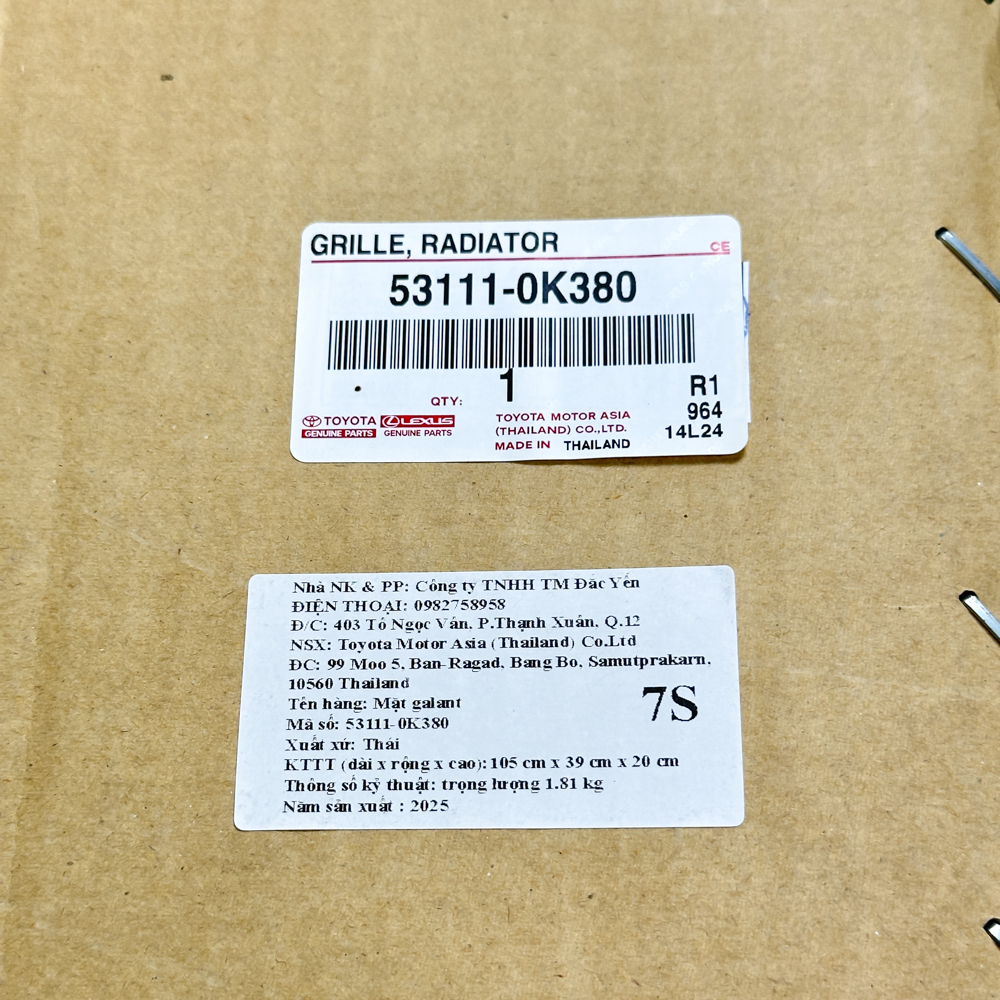 GRILLE, RADIATOR
CE
53111-0K380
QTY: 1
R1
964
14L24
TOYOTA
GENUINE PARTS
LEXUS
GENUINE PARTS
TOYOTA MOTOR ASIA
(THAILAND) CO.,LTD.
MADE IN THAILAND
Nhà NK & PP: Công ty TNHH TM Đắc Yến
ĐIỆN THOẠI: 0982758958
Đ/C: 403 Tô Ngọc Vân, P.Thạnh Xuân, Q.12
NSX: Toyota Motor Asia (Thailand) Co.Ltd
ĐC: 99 Moo 5, Ban-Ragad, Bang Bo, Samutprakarn,
10560 Thailand
Tên hàng: Mặt galant
Mã số: 53111-0K380
Xuất xứ: Thái
KTTT (dài x rộng x cao): 105 cm x 39 cm x 20 cm
Thông số kỹ thuật: trọng lượng 1.81 kg
Năm sản xuất : 2025
7S